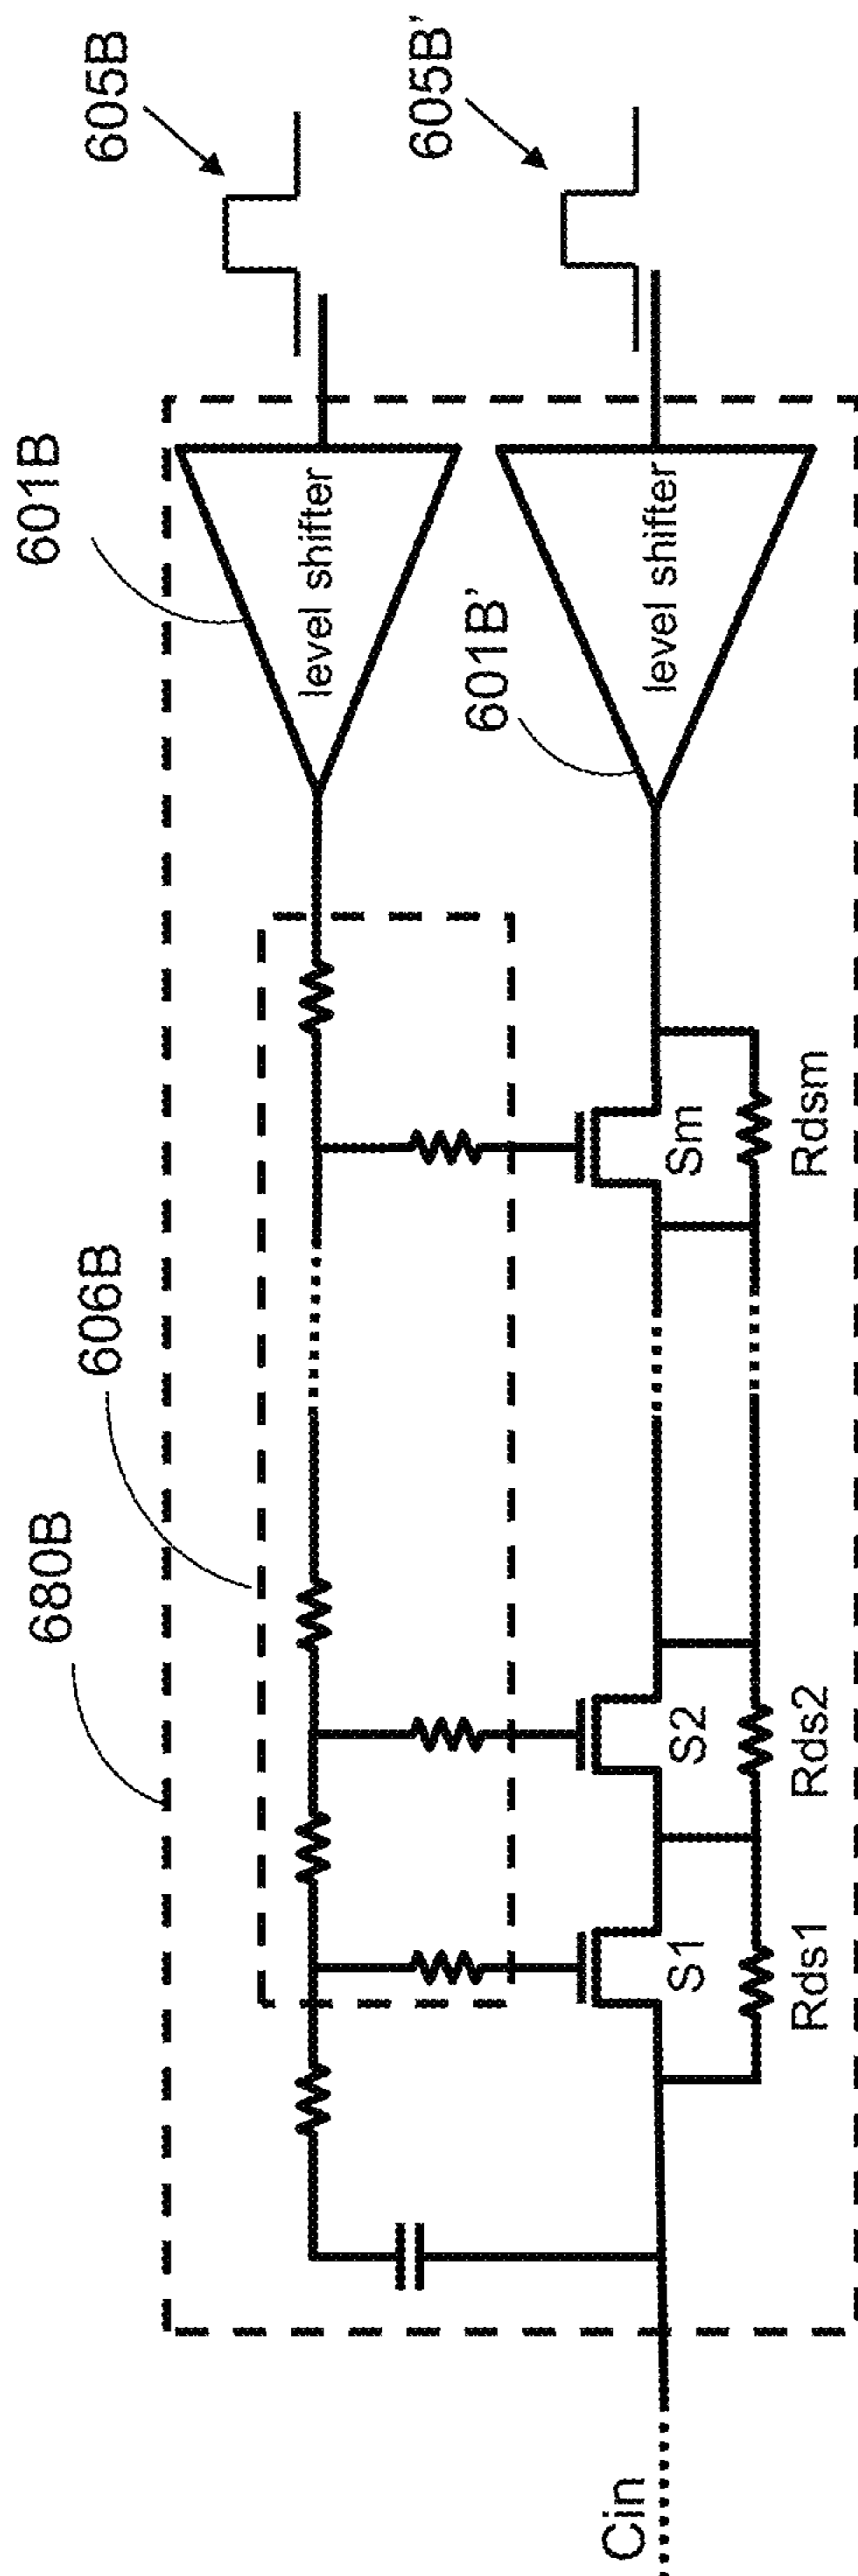 680B
606B
601B
605B
level shifter
601B’
605B’
level shifter
Cin
S1
S2
Sm
Rds1
Rds2
Rdsm